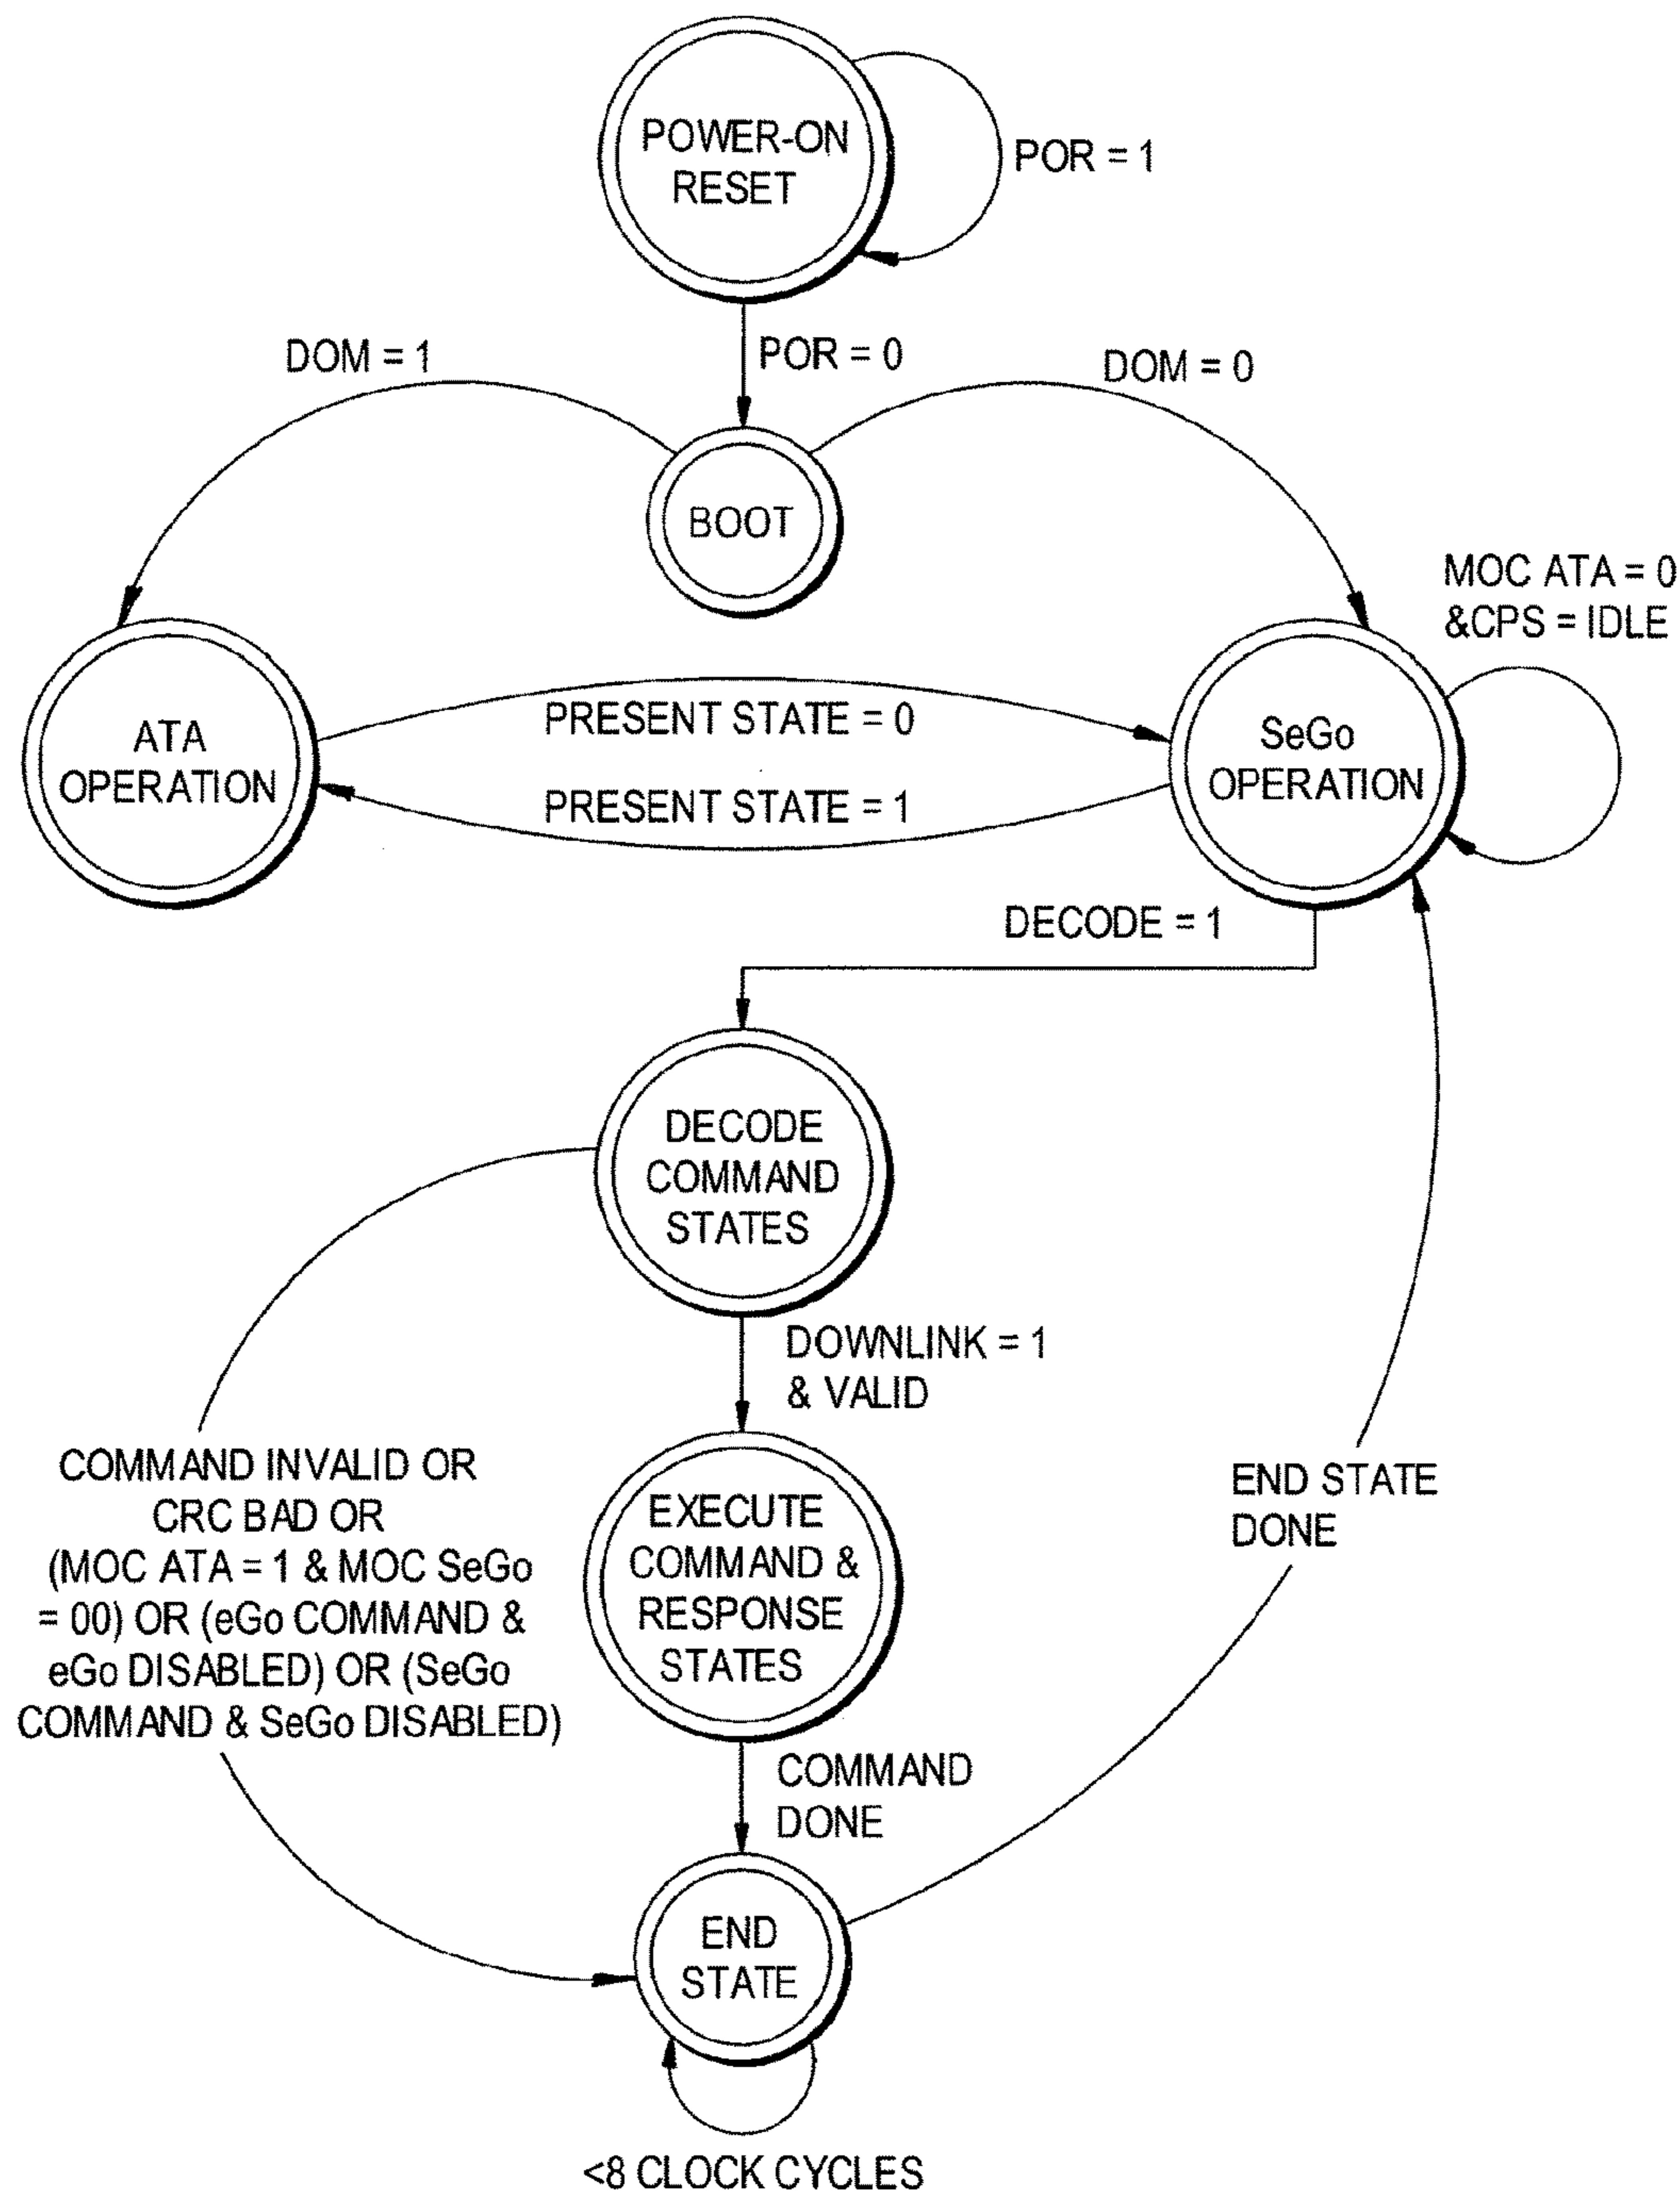 POWER-ON
RESET
POR = 1
POR = 0
DOM = 1
DOM = 0
BOOT
MOC ATA = 0
&CPS = IDLE
ATA
OPERATION
PRESENT STATE = 0
PRESENT STATE = 1
SeGo
OPERATION
DECODE = 1
DECODE
COMMAND
STATES
DOWNLINK = 1
& VALID
COMMAND INVALID OR
CRC BAD OR
(MOC ATA = 1 & MOC SeGo
= 00) OR (eGo COMMAND &
eGo DISABLED) OR (SeGo
COMMAND & SeGo DISABLED)
EXECUTE
COMMAND &
RESPONSE
STATES
END STATE
DONE
COMMAND
DONE
END
STATE
<8 CLOCK CYCLES